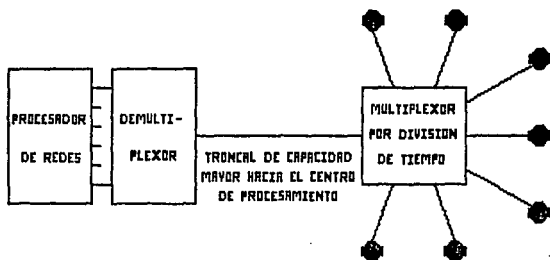 PROCESADOR
DE REDES
DEMULTI-
PLEXOR
TRONCAL DE CAPACIDAD
MAYOR HACIA EL CENTRO
DE PROCESAMIENTO
MULTIPLEXOR
POR DIVISION
DE TIEMPO